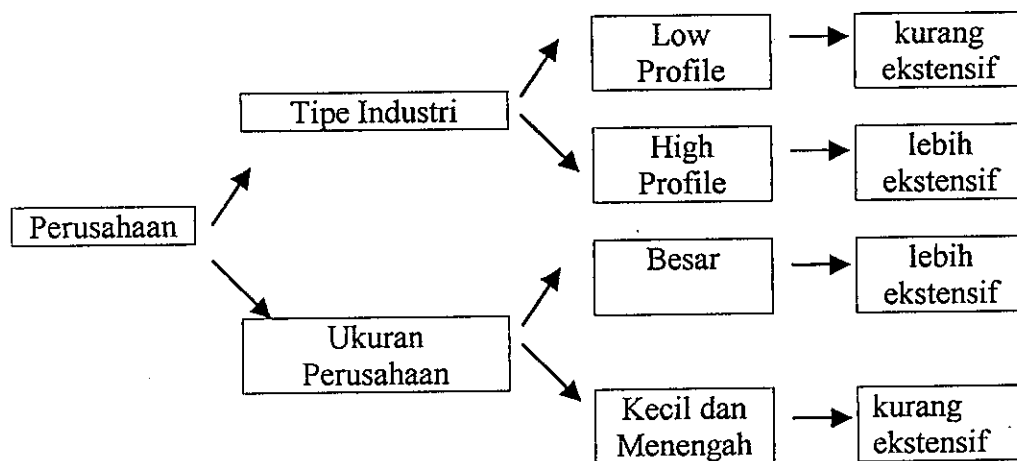 Low
Profile
kurang
ekstensif
Tipe Industri
High
Profile
lebih
ekstensif
Perusahaan
Besar
lebih
ekstensif
Ukuran
Perusahaan
Kecil dan
Menengah
kurang
ekstensif